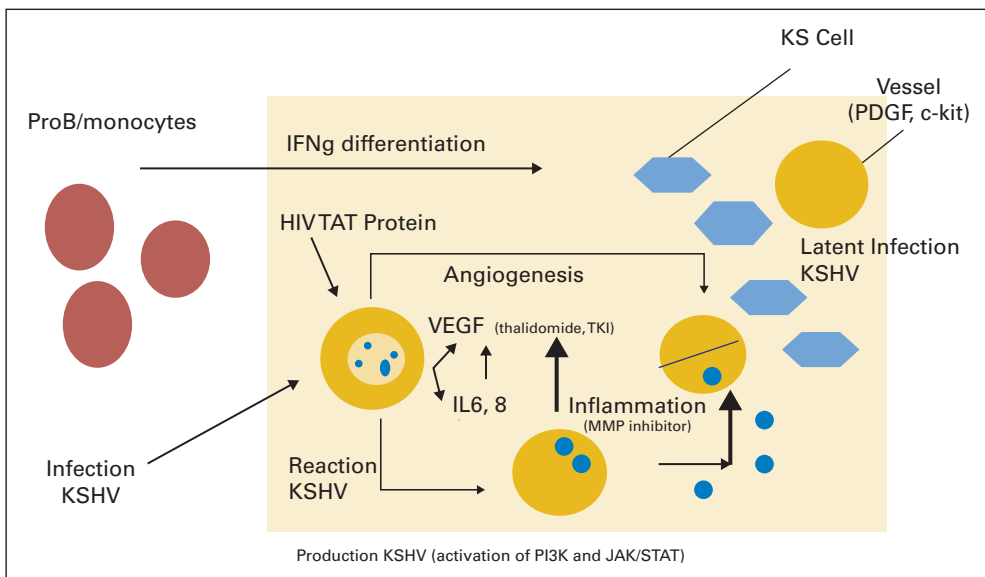 KS Cell
Vessel
(PDGF, c-kit)
ProB/monocytes
IFNg differentiation
HIV TAT Protein
Latent Infection
KSHV
Angiogenesis
VEGF (thalidomide, TKI)
IL6, 8
Inflammation
(MMP inhibitor)
Reaction
KSHV
Infection
KSHV
Production KSHV (activation of PI3K and JAK/STAT)